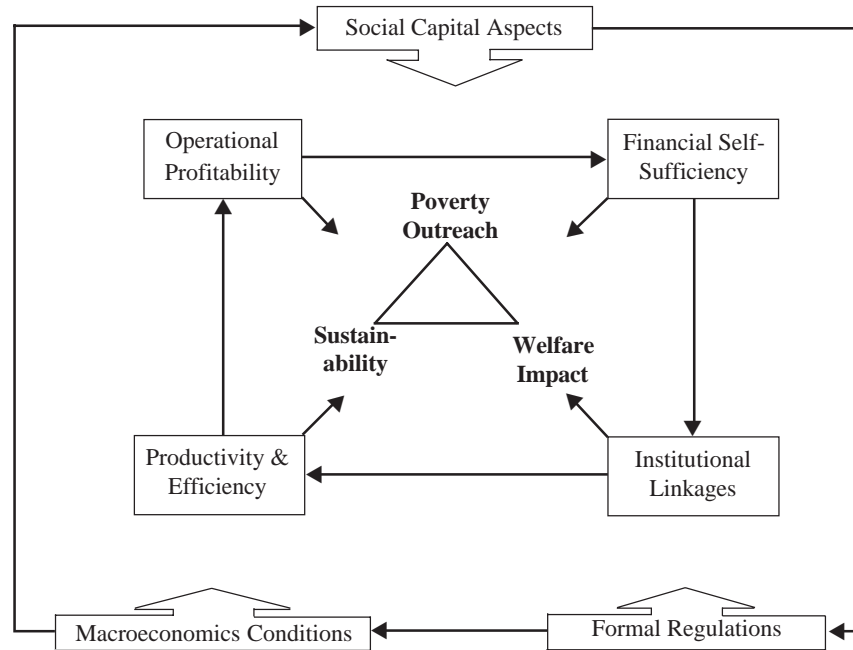 Social Capital Aspects
Operational
Profitability
Financial Self-
Sufficiency
Poverty
Outreach
Sustain-
ability
Welfare
Impact
Productivity &
Efficiency
Institutional
Linkages
Macroeconomics Conditions
Formal Regulations